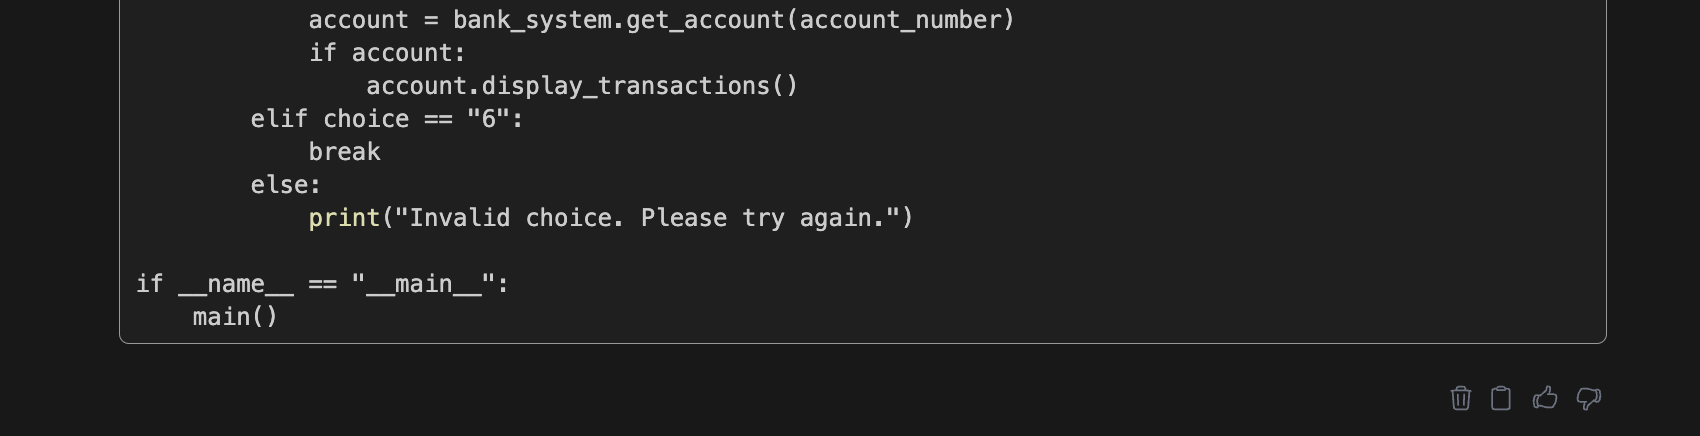 account = bank_system.get_account(account_number)
            if account:
                account.display_transactions()
        elif choice == "6":
            break
        else:
            print("Invalid choice. Please try again.")

if __name__ == "__main__":
    main()